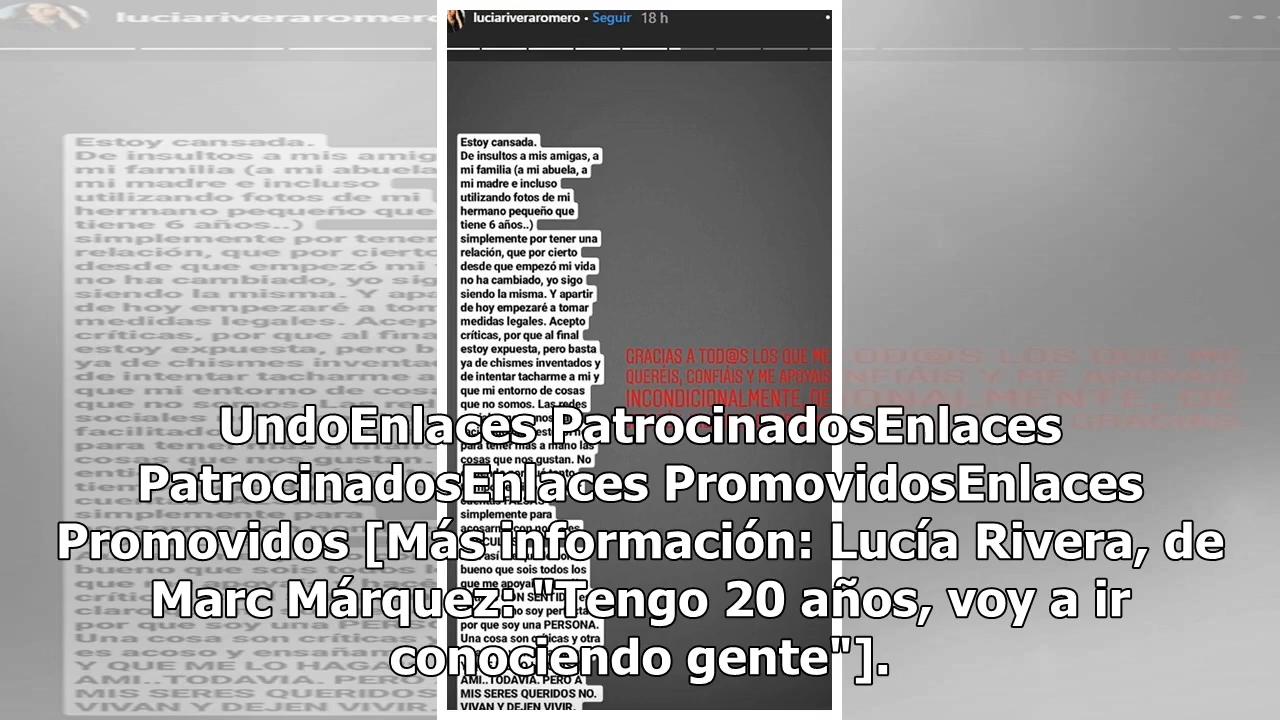 luciariveraromero • Seguir 18 h
Estoy cansada.
De insultos a mis amigas, a
mi familia (a mi abuela, a
mi madre e incluso
utilizando fotos de mi
hermano pequeño que
tiene 6 años..)
simplemente por tener una
relación, que por cierto
desde que empezó mi vida
no ha cambiado, yo sigo
siendo la misma. Y apartir
de hoy empezaré a tomar
medidas legales. Acepto
críticas, por que al final
estoy expuesta, pero basta
ya de chismes inventados y
de intentar tacharme a mi y
que mi entorno de cosas
que no somos. Las redes
para tener más a mano las
cosas que nos gustan. No
simplemente para
bueno que sois todos los
que me
por que soy una PERSONA.
Una cosa son críticas y otra
AMI..TODAVIA. PERO A
MIS SERES QUERIDOS NO.
VIVAN Y DEJEN VIVIR.
GRACIAS A TOD@S LOS QUE ME
QUERÉIS, CONFIÁIS Y ME APOYAIS
INCONDICIONALMENTE, DE
UndoEnlaces PatrocinadosEnlaces
PatrocinadosEnlaces PromovidosEnlaces
Promovidos [Más información: Lucía Rivera, de
Marc Márquez: "Tengo 20 años, voy a ir
conociendo gente"].